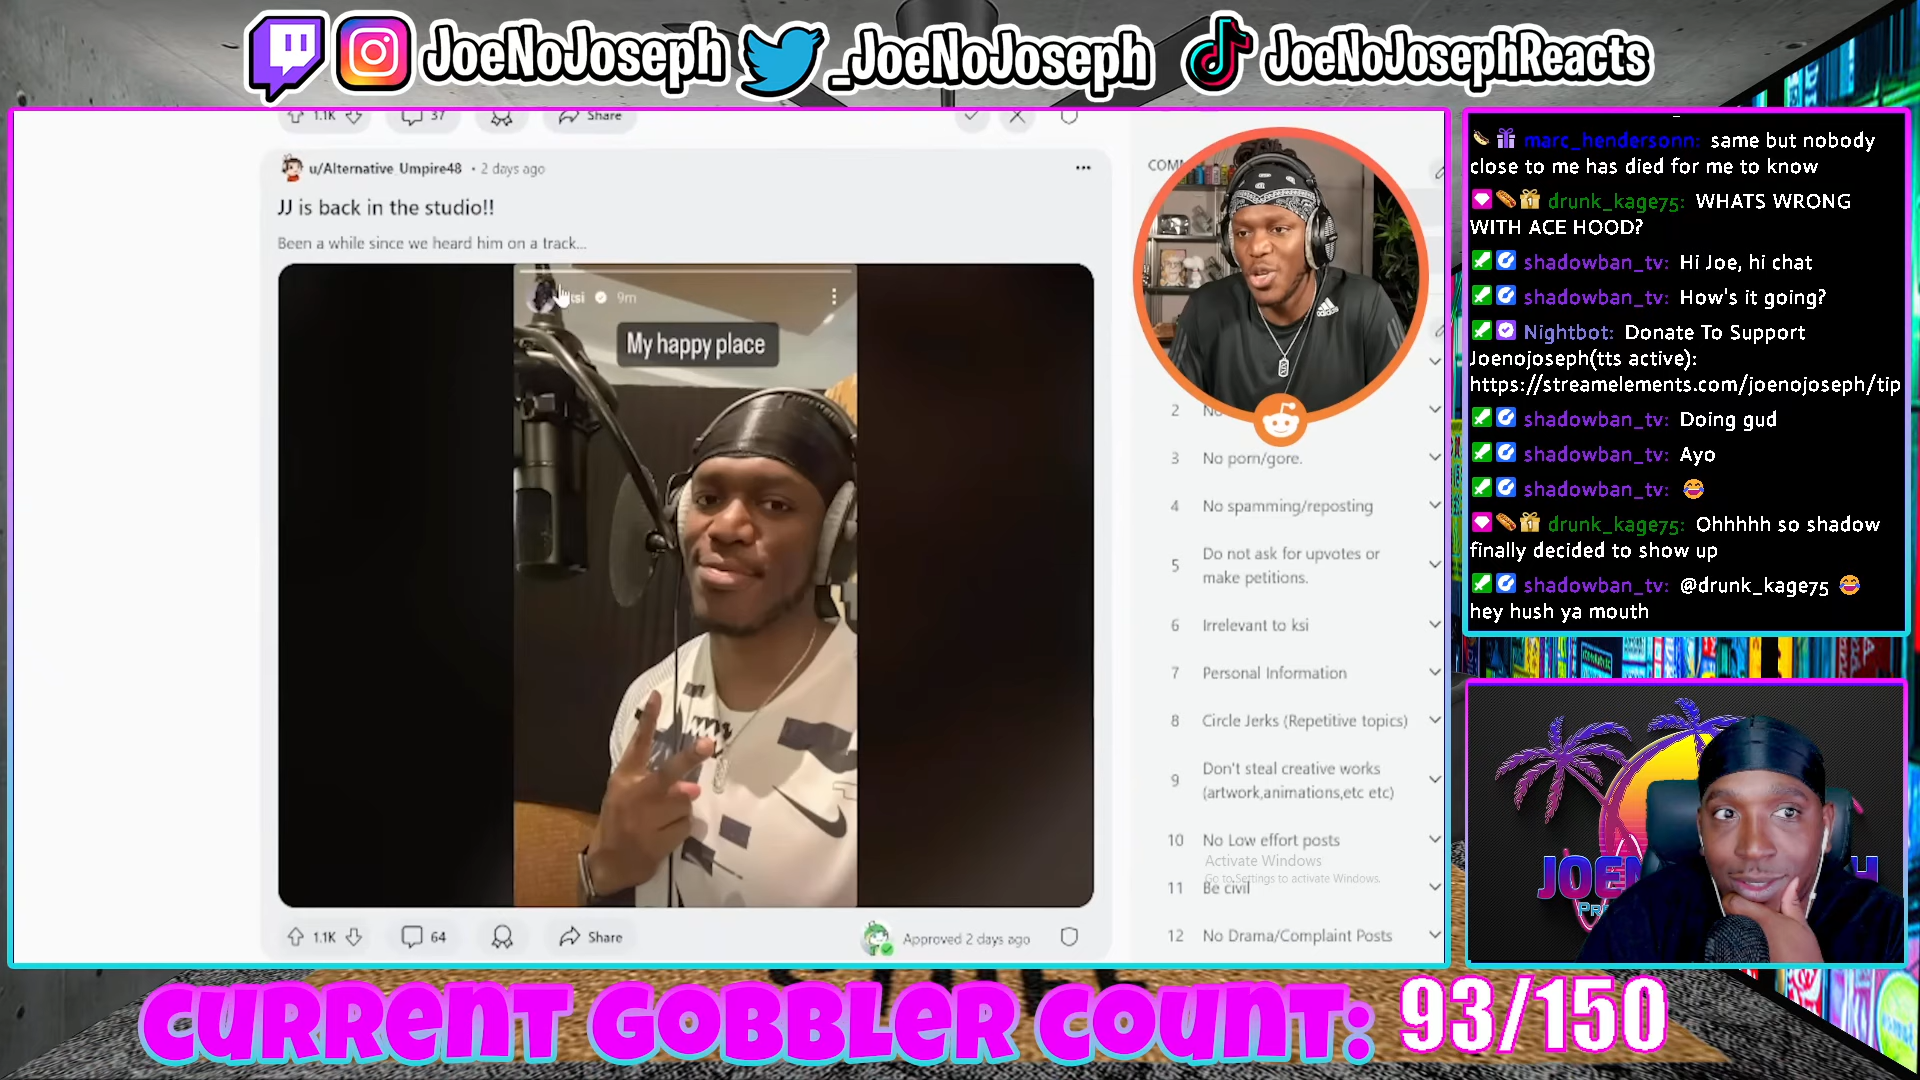 JoeNoJoseph
_JoeNoJoseph
JoeNoJosephReacts
1.1K
37
Share
u/Alternative_Umpire48 • 2 days ago
JJ is back in the studio!!
Been a while since we heard him on a track...
ksi
9m
My happy place
1.1K
64
Share
Approved 2 days ago
COMM
2
3 No porn/gore.
4 No spamming/reposting
5 Do not ask for upvotes or
make petitions.
6 Irrelevant to ksi
7 Personal Information
8 Circle Jerks (Repetitive topics)
9 Don't steal creative works
(artwork,animations,etc etc)
10 No Low effort posts
Activate Windows
Go to Settings to activate Windows.
11 Be civil
12 No Drama/Complaint Posts
marc_hendersonn: same but nobody
close to me has died for me to know
drunk_kage75: WHATS WRONG
WITH ACE HOOD?
shadowban_tv: Hi Joe, hi chat
shadowban_tv: How's it going?
Nightbot: Donate To Support
Joenojoseph(tts active):
https://streamelements.com/joenojoseph/tip
shadowban_tv: Doing gud
shadowban_tv: Ayo
shadowban_tv: 😂
drunk_kage75: Ohhhhh so shadow
finally decided to show up
shadowban_tv: @drunk_kage75 😂
hey hush ya mouth
CURRENT GOBBLER COUNT: 93/150